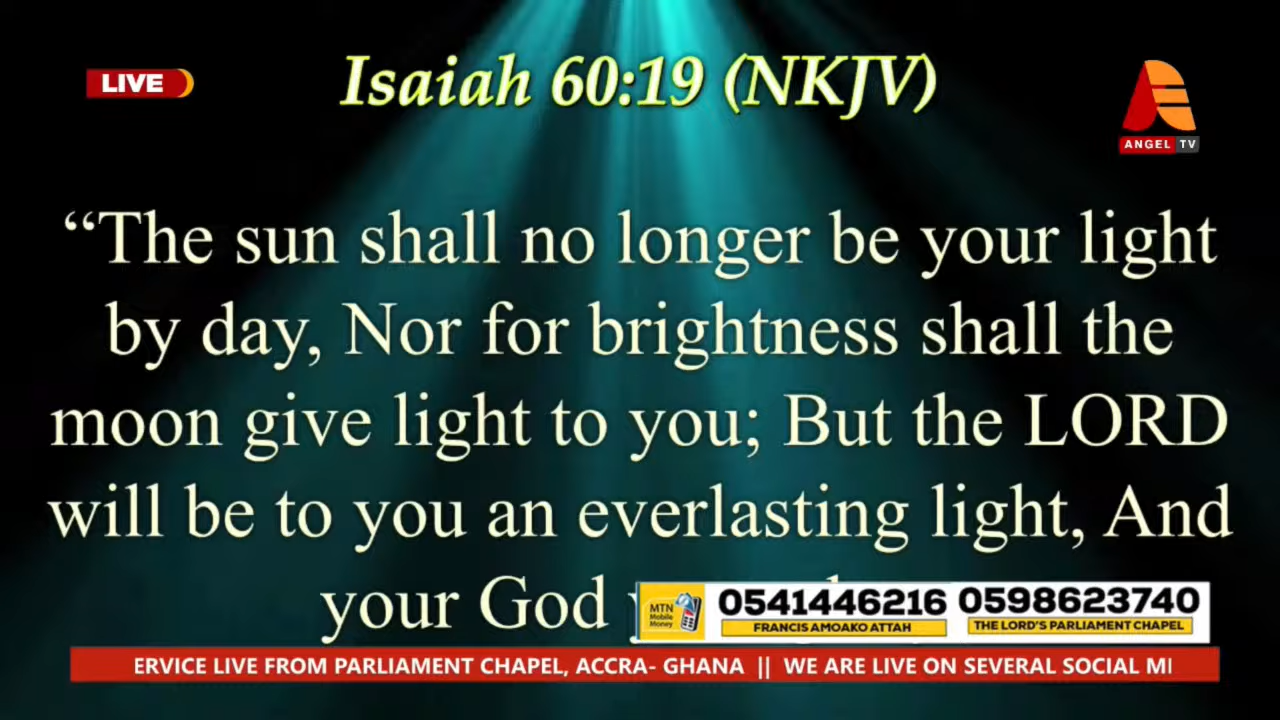 LIVE
Isaiah 60:19 (NKJV)
ANGEL TV
“The sun shall no longer be your light
by day, Nor for brightness shall the
moon give light to you; But the LORD
will be to you an everlasting light, And
your God
MTN
Mobile
Money
0541446216
FRANCIS AMOAKO ATTAH
0598623740
THE LORD'S PARLIAMENT CHAPEL
ERVICE LIVE FROM PARLIAMENT CHAPEL, ACCRA- GHANA || WE ARE LIVE ON SEVERAL SOCIAL M